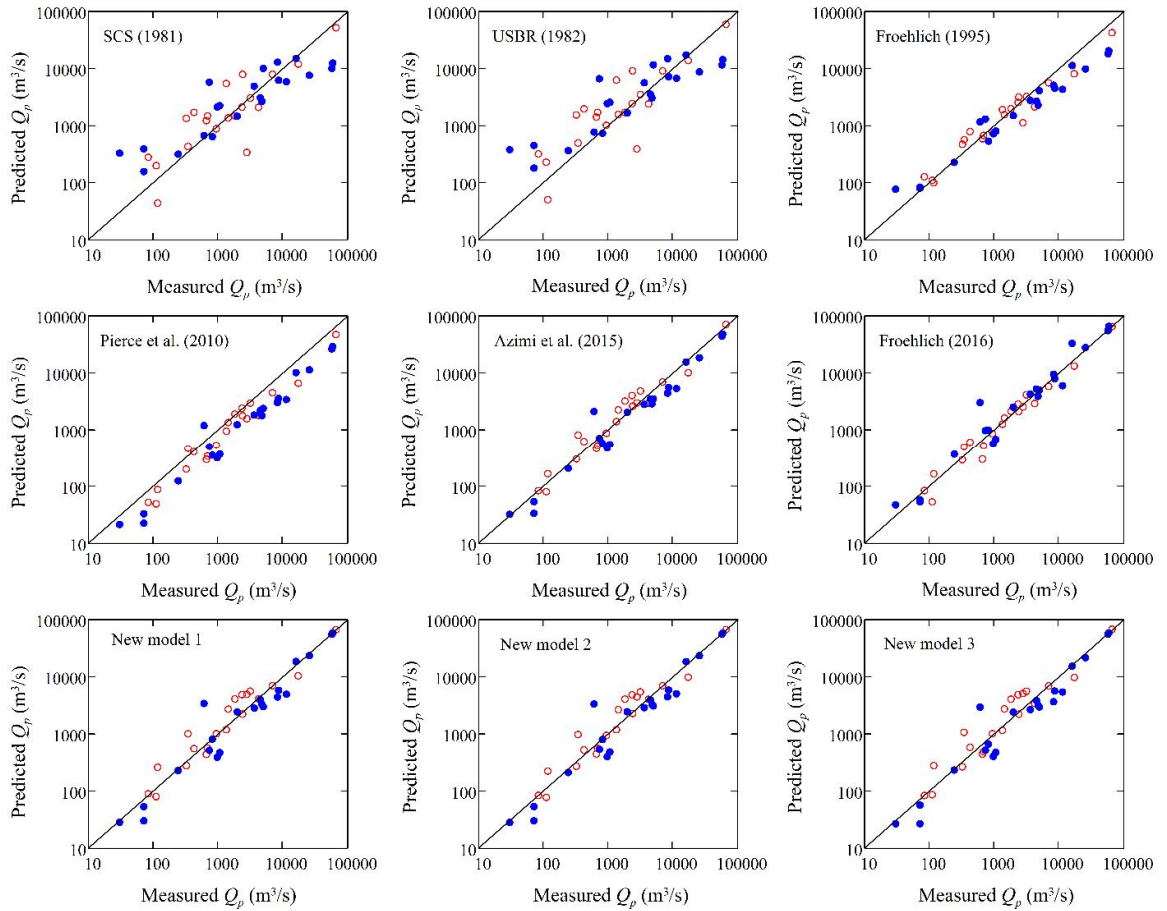 100000
SCS (1981)
10000
1000
100
10
Predicted Qp (m³/s)
10 100 1000 10000 100000
Measured Qp (m³/s)
100000
USBR (1982)
10000
1000
100
10
Predicted Qp (m³/s)
10 100 1000 10000 100000
Measured Qp (m³/s)
100000
Froehlich (1995)
10000
1000
100
10
Predicted Qp (m³/s)
10 100 1000 10000 100000
Measured Qp (m³/s)
100000
Pierce et al. (2010)
10000
1000
100
10
Predicted Qp (m³/s)
10 100 1000 10000 100000
Measured Qp (m³/s)
100000
Azimi et al. (2015)
10000
1000
100
10
Predicted Qp (m³/s)
10 100 1000 10000 100000
Measured Qp (m³/s)
100000
Froehlich (2016)
10000
1000
100
10
Predicted Qp (m³/s)
10 100 1000 10000 100000
Measured Qp (m³/s)
100000
New model 1
10000
1000
100
10
Predicted Qp (m³/s)
10 100 1000 10000 100000
Measured Qp (m³/s)
100000
New model 2
10000
1000
100
10
Predicted Qp (m³/s)
10 100 1000 10000 100000
Measured Qp (m³/s)
100000
New model 3
10000
1000
100
10
Predicted Qp (m³/s)
10 100 1000 10000 100000
Measured Qp (m³/s)